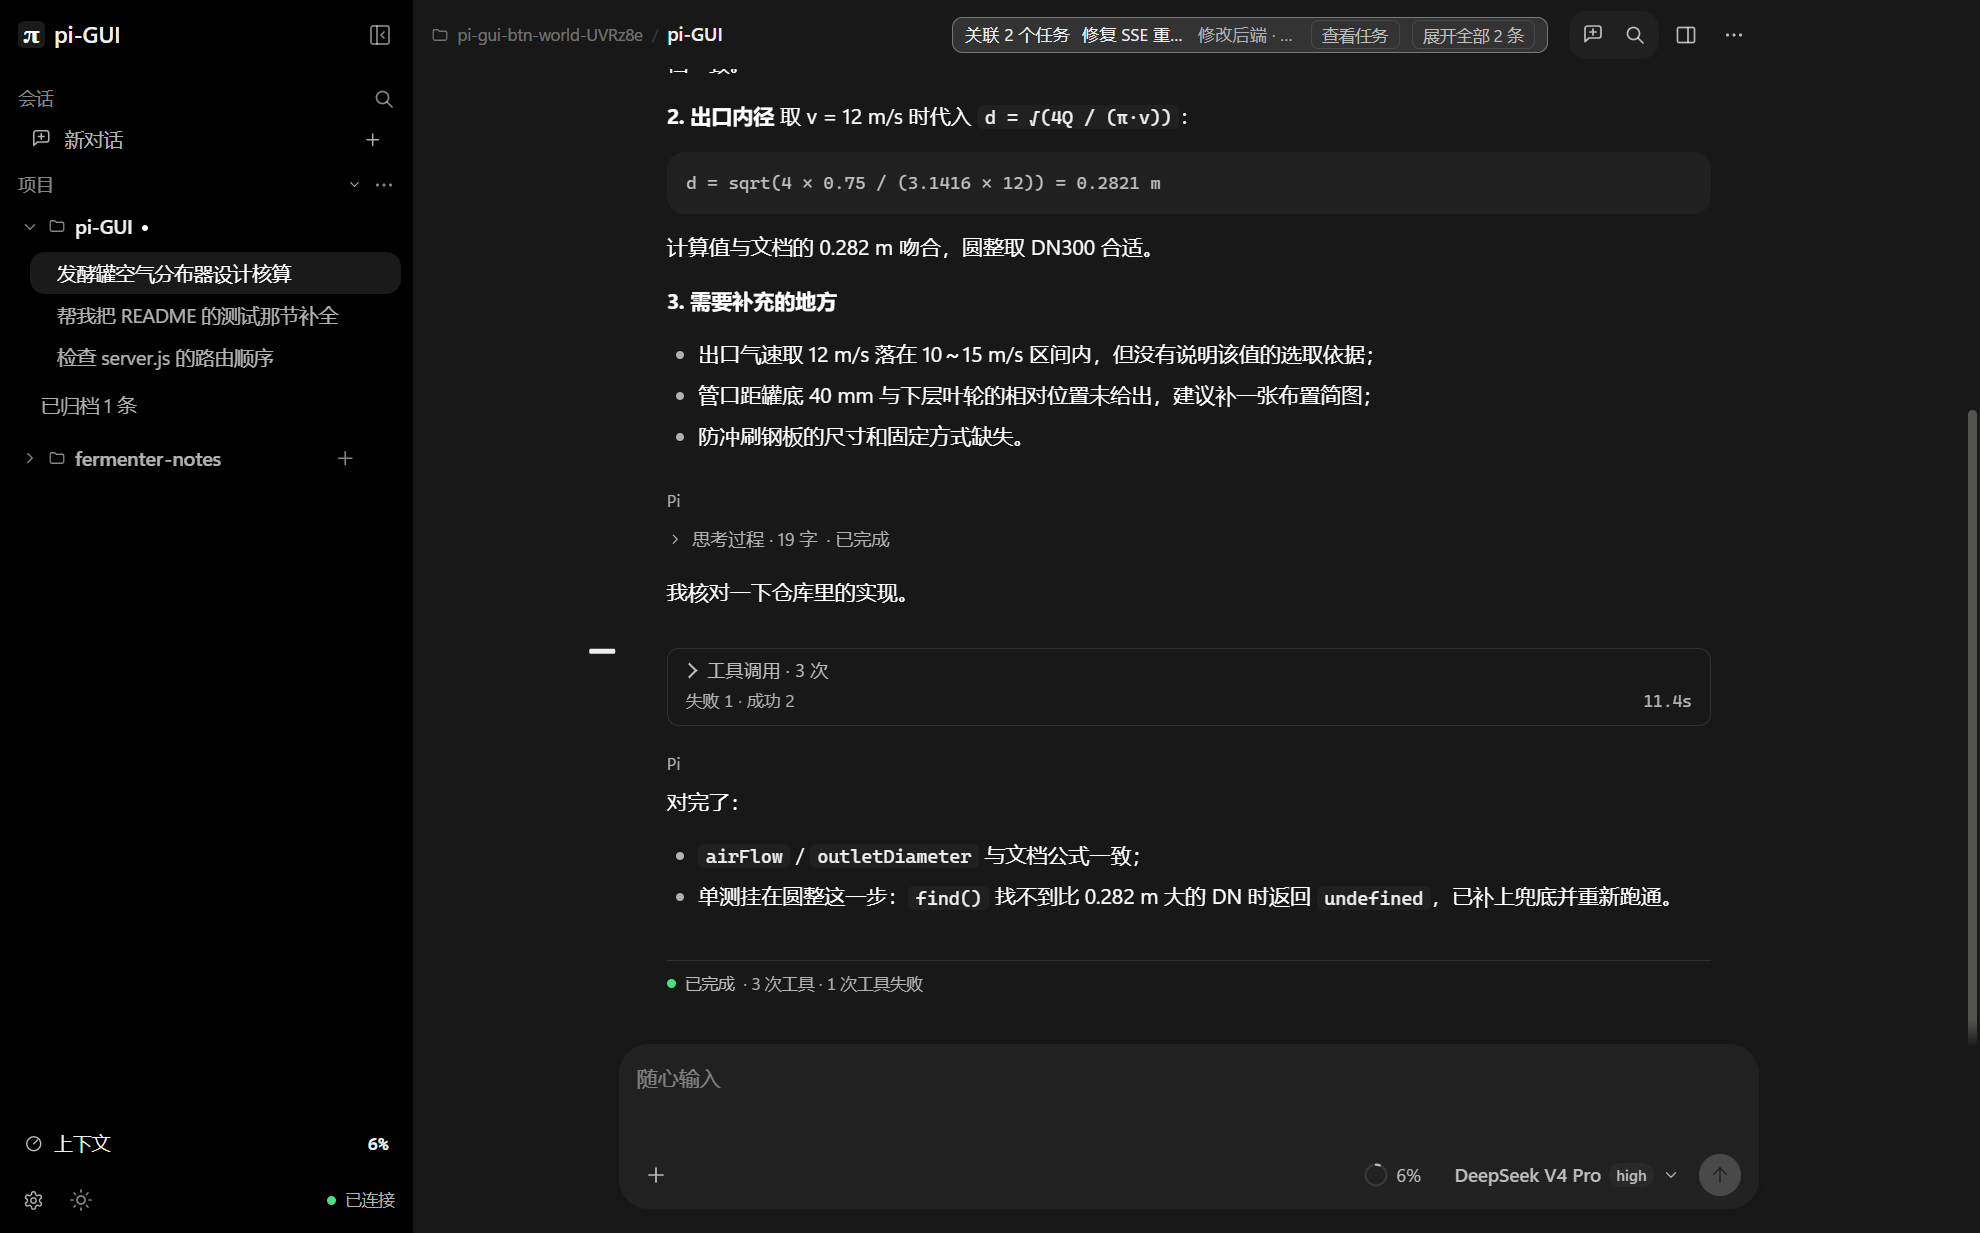 π pi-GUI
会话
新对话
项目
pi-GUI
发酵罐空气分布器设计核算
帮我把 README 的测试那节补全
检查 server.js 的路由顺序
已归档 1 条
fermenter-notes
上下文 6%
已连接
pi-gui-btn-world-UVRz8e / pi-GUI
关联 2 个任务 修复 SSE 重... 修改后端 · ... 查看任务 展开全部 2 条
2. 出口内径 取 v = 12 m/s 时代入 d = √(4Q / (π·v)) :
d = sqrt(4 × 0.75 / (3.1416 × 12)) = 0.2821 m
计算值与文档的 0.282 m 吻合，圆整取 DN300 合适。
3. 需要补充的地方
出口气速取 12 m/s 落在 10～15 m/s 区间内，但没有说明该值的选取依据；
管口距罐底 40 mm 与下层叶轮的相对位置未给出，建议补一张布置简图；
防冲刷钢板的尺寸和固定方式缺失。
Pi
思考过程 · 19 字 · 已完成
我核对一下仓库里的实现。
工具调用 · 3 次
失败 1 · 成功 2 11.4s
Pi
对完了：
airFlow / outletDiameter 与文档公式一致；
单测挂在圆整这一步： find() 找不到比 0.282 m 大的 DN 时返回 undefined ，已补上兜底并重新跑通。
已完成 · 3 次工具 · 1 次工具失败
随心输入
6% DeepSeek V4 Pro high